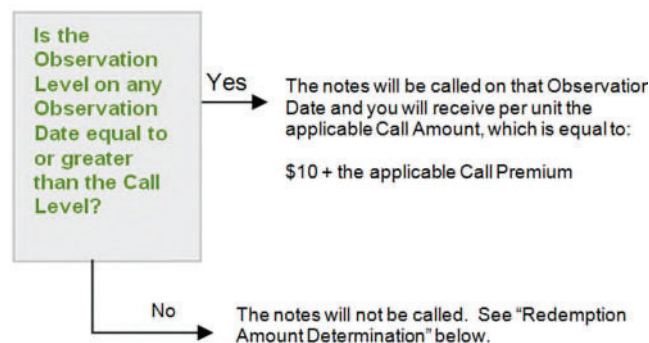 Is the
Observation
Level on any
Observation
Date equal to
or greater
than the Call
Level?
Yes
The notes will be called on that Observation
Date and you will receive per unit the
applicable Call Amount, which is equal to:
$10 + the applicable Call Premium
No
The notes will not be called. See “Redemption
Amount Determination” below.